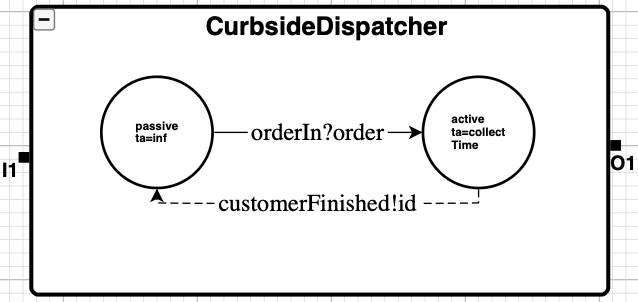 CurbsideDispatcher
passive
ta=inf
orderIn?order
active
ta=collect
Time
I1
O1
customerFinished!id